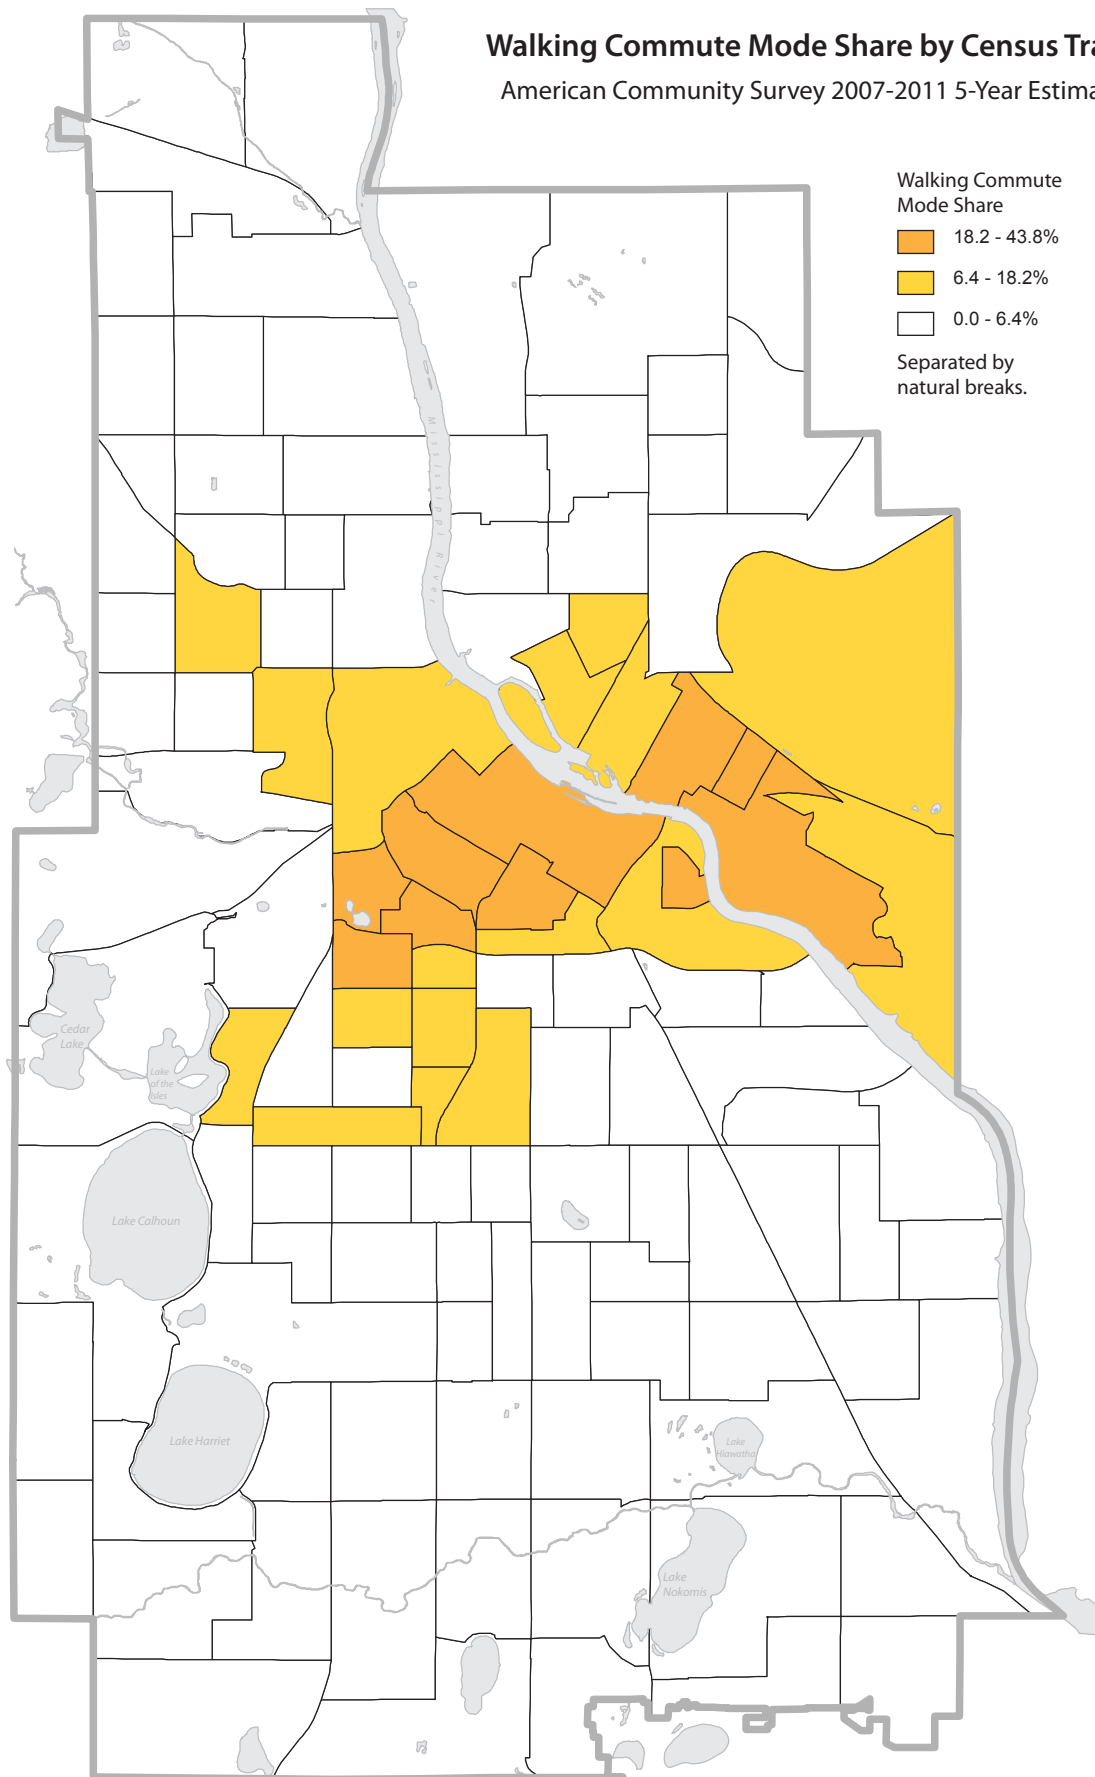 Walking Commute Mode Share by Census Tra
American Community Survey 2007-2011 5-Year Estima
Walking Commute
Mode Share
18.2 - 43.8%
6.4 - 18.2%
0.0 - 6.4%
Separated by
natural breaks.
Mississippi River
Cedar
Lake
Lake
of the
Isles
Lake Calhoun
Lake Harriet
Lake
Hiawatha
Lake
Nokomis